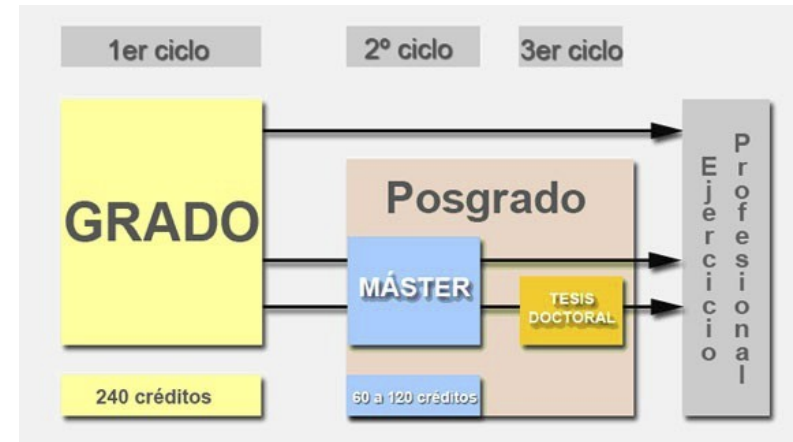 1er ciclo
2º ciclo
3er ciclo
GRADO
Posgrado
MÁSTER
TESIS
DOCTORAL
Ejercicio
Profesional
240 créditos
60 a 120 créditos